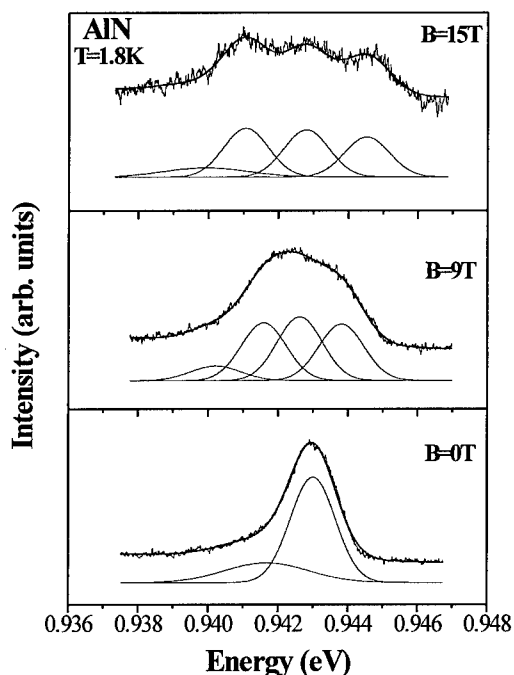 AlN
T=1.8K
B=15T
B=9T
B=0T
Intensity (arb. units)
0.936 0.938 0.940 0.942 0.944 0.946 0.948
Energy (eV)